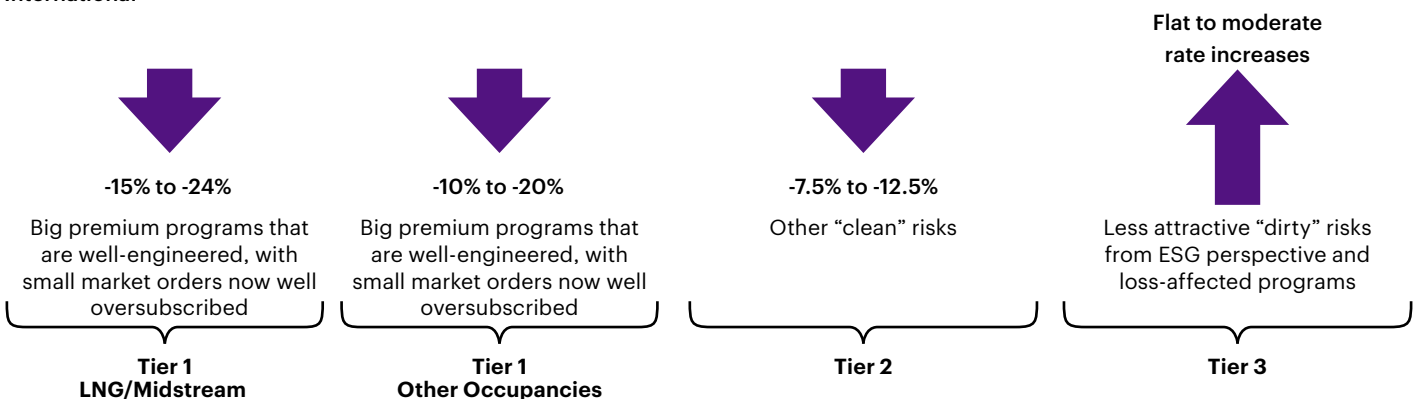 International
Flat to moderate
rate increases
-15% to -24%
Big premium programs that
are well-engineered, with
small market orders now well
oversubscribed
Tier 1
LNG/Midstream
-10% to -20%
Big premium programs that
are well-engineered, with
small market orders now well
oversubscribed
Tier 1
Other Occupancies
-7.5% to -12.5%
Other “clean” risks
Tier 2
Less attractive “dirty” risks
from ESG perspective and
loss-affected programs
Tier 3